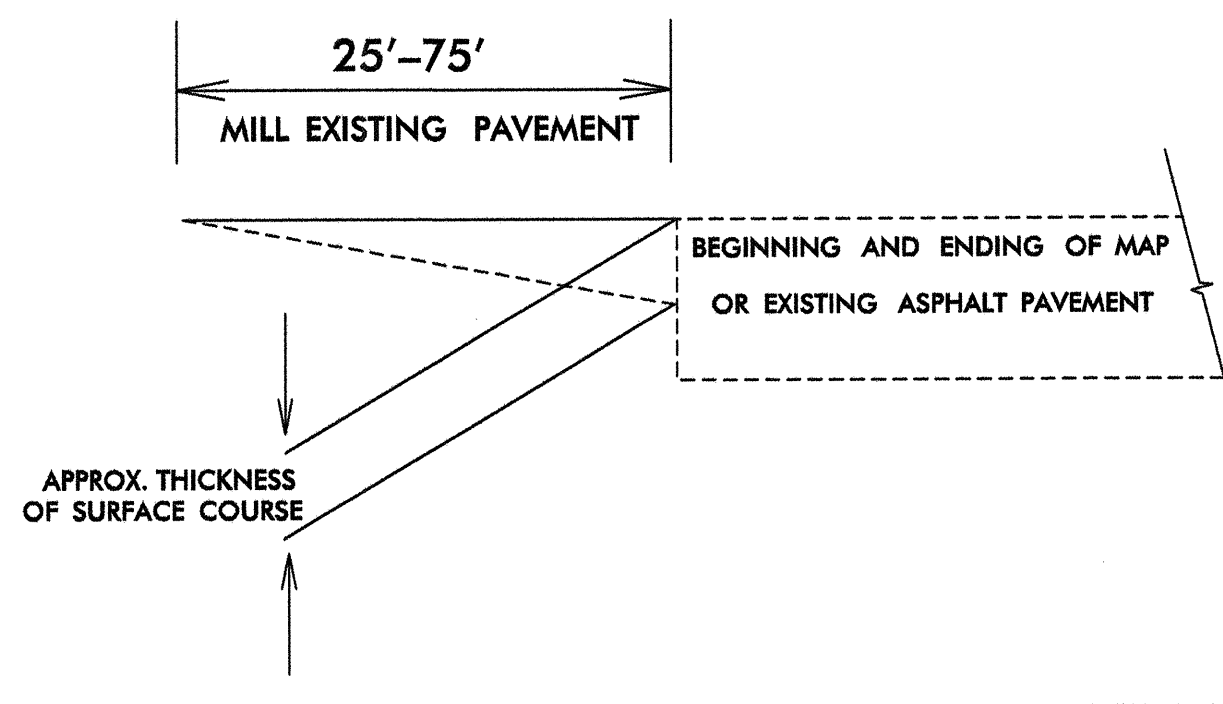 25'–75'
MILL EXISTING PAVEMENT
BEGINNING AND ENDING OF MAP
OR EXISTING ASPHALT PAVEMENT
APPROX. THICKNESS
OF SURFACE COURSE